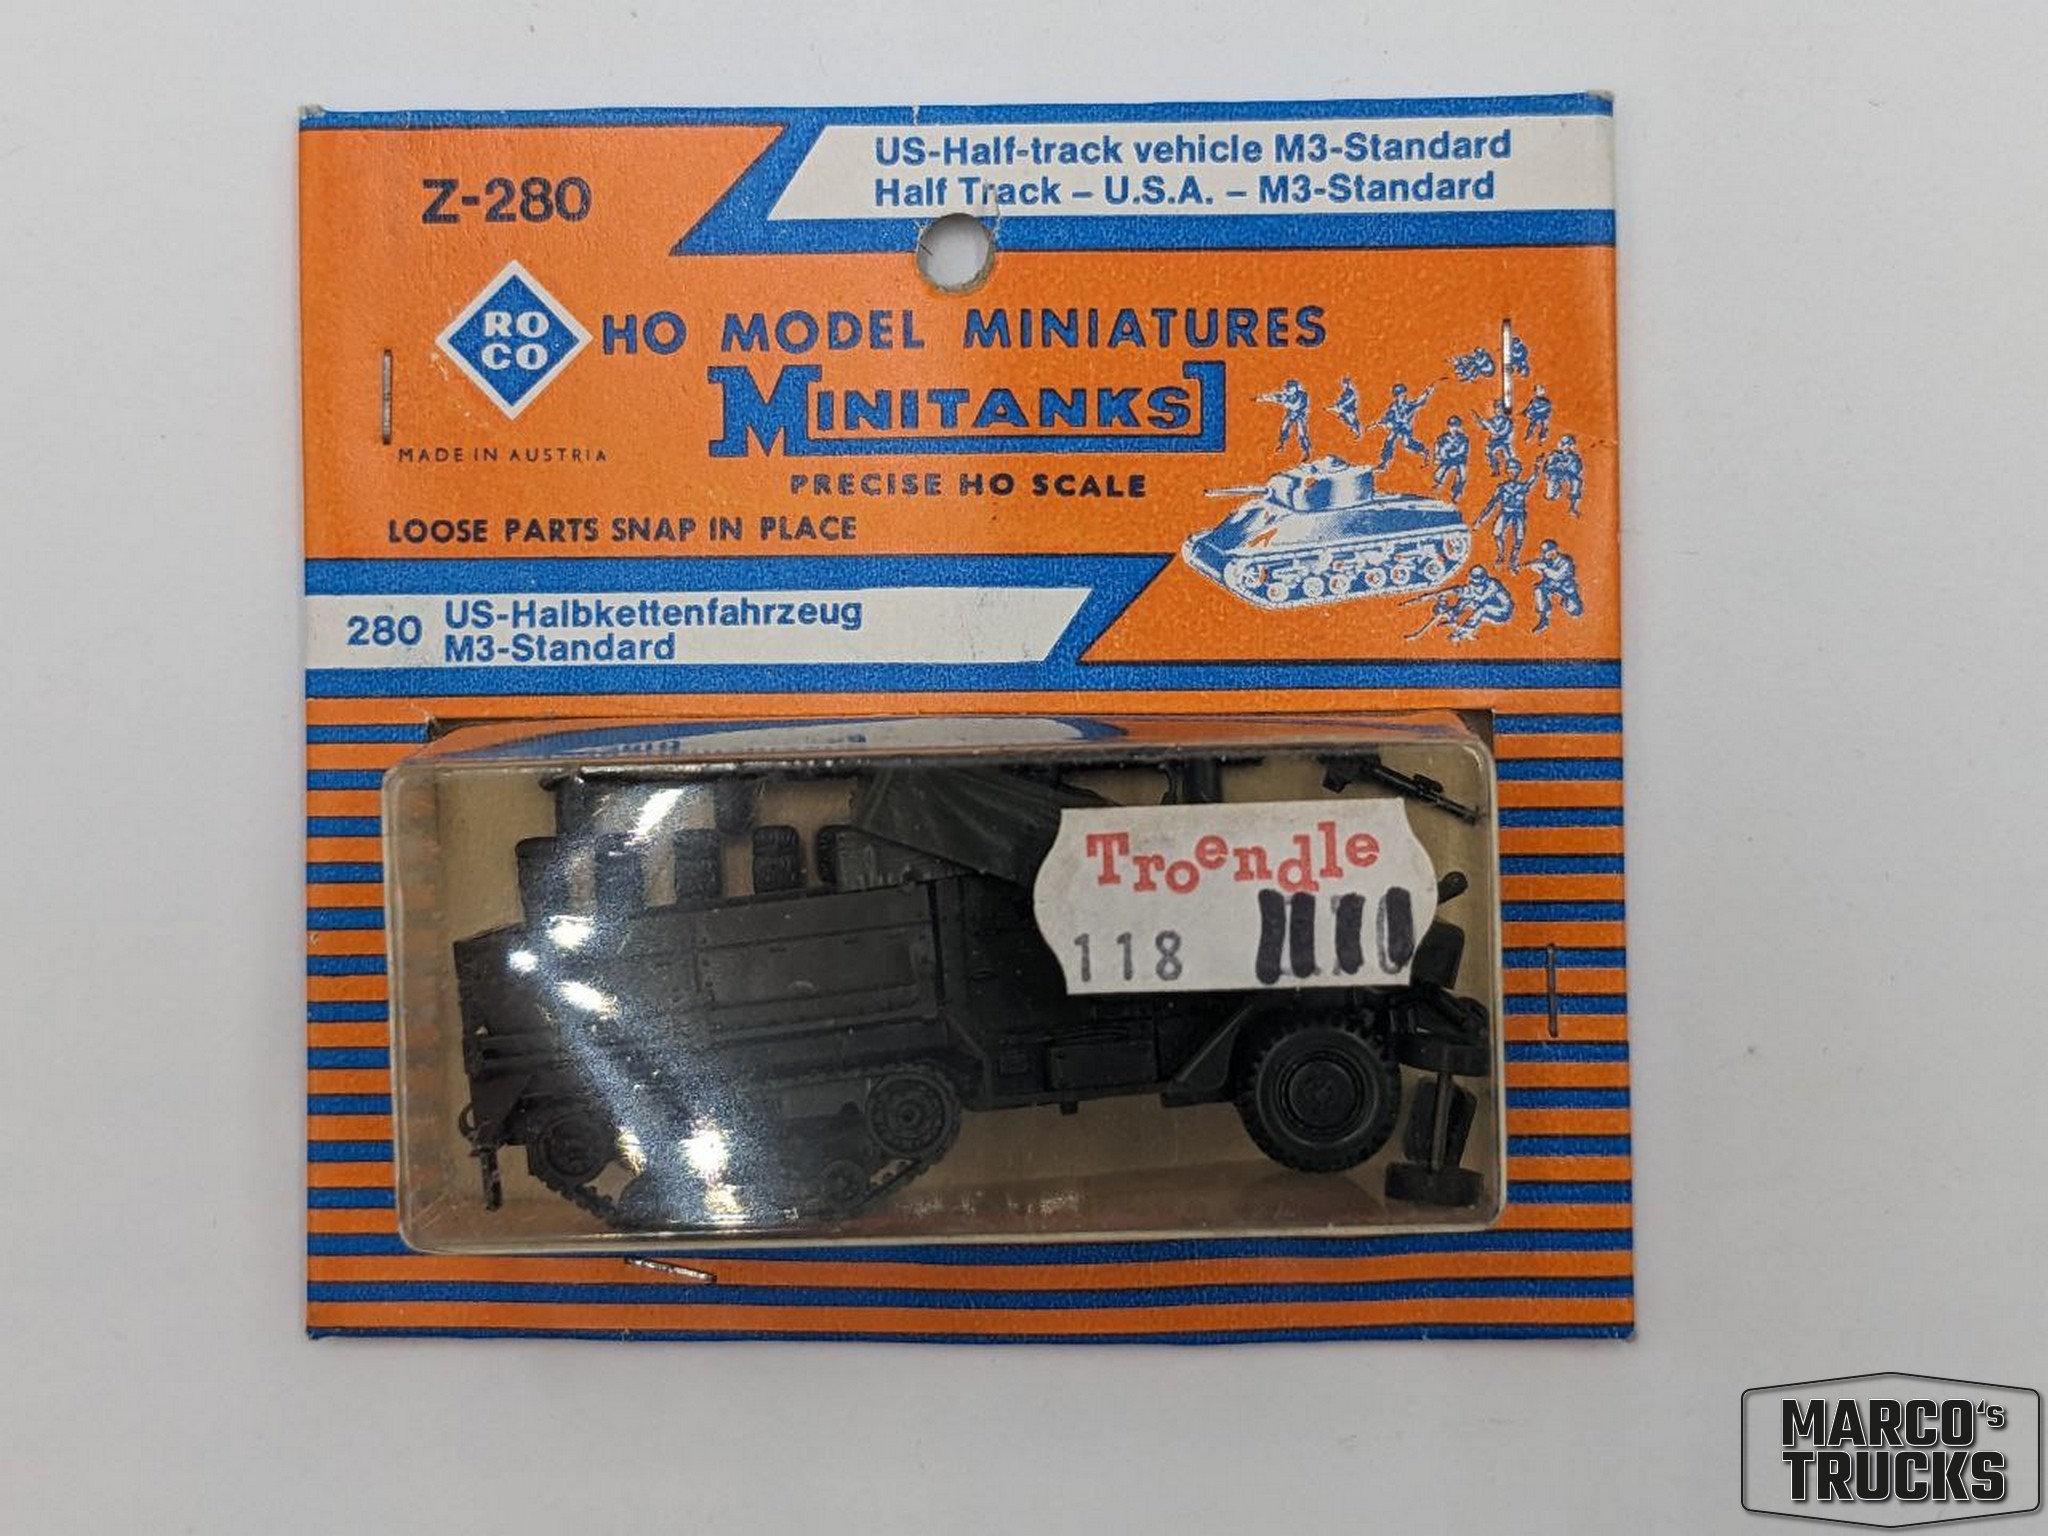 US-Half-track vehicle M3-Standard
Half Track – U.S.A. – M3-Standard
Z-280
RO
CO
HO MODEL MINIATURES
MINITANKS
MADE IN AUSTRIA
PRECISE HO SCALE
LOOSE PARTS SNAP IN PLACE
280 US-Halbkettenfahrzeug
M3-Standard
Troendle
118
MARCO's
TRUCKS